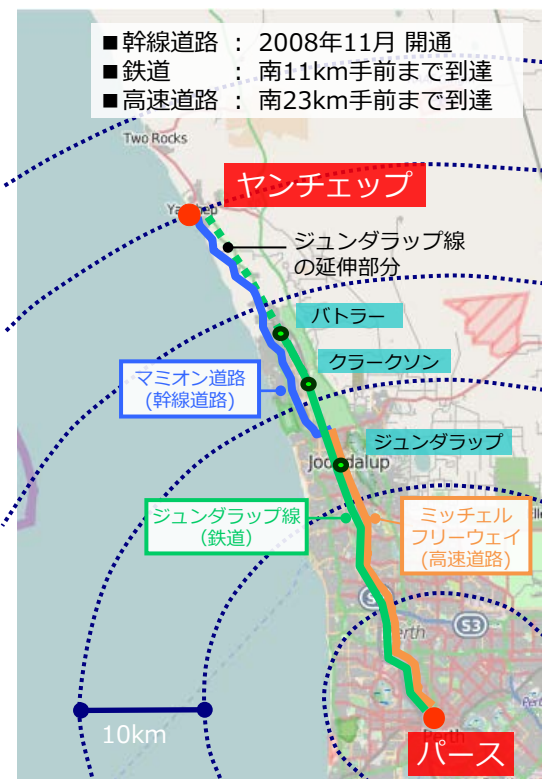 ■幹線道路 : 2008年11月 開通
■鉄道 : 南11km手前まで到達
■高速道路 : 南23km手前まで到達
Two Rocks
ヤンチェップ
ジュンダラップ線
の延伸部分
バトラー
クラークソン
マミオン道路
(幹線道路)
ジュンダラップ
ジュンダラップ線
(鉄道)
ミッチェル
フリーウェイ
(高速道路)
S3
10km
Perth
パース